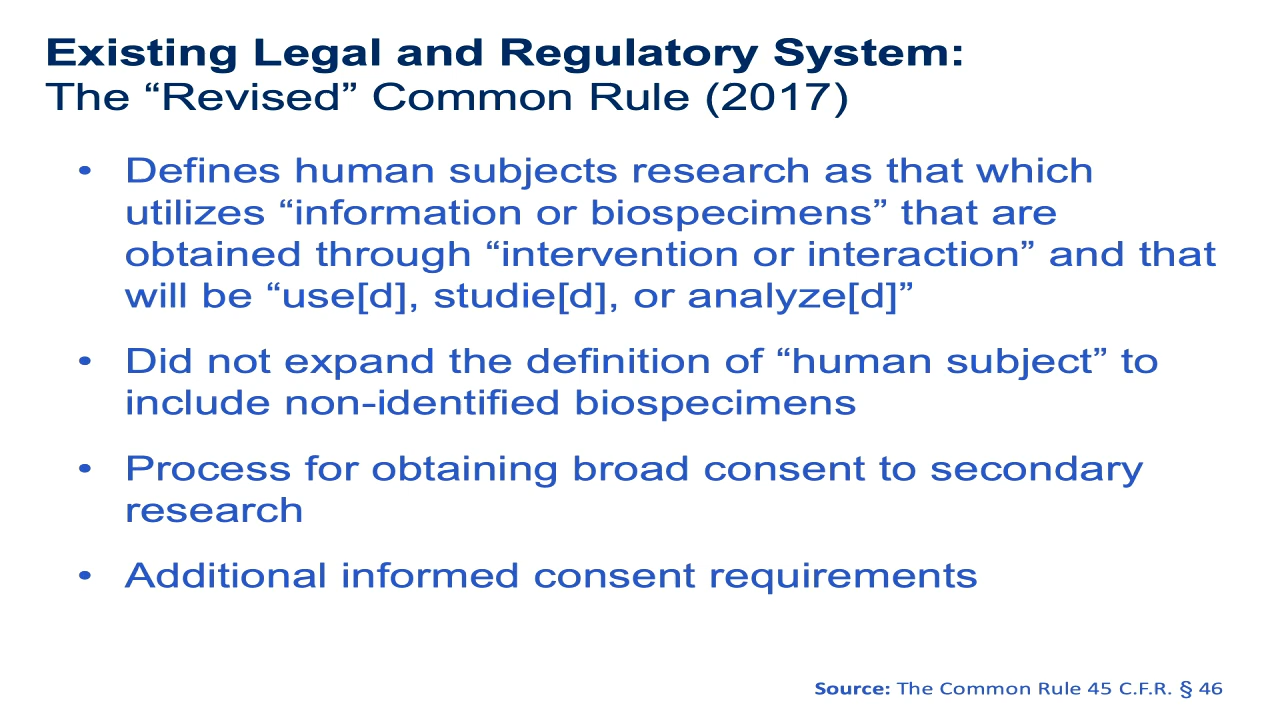 Existing Legal and Regulatory System:
The “Revised” Common Rule (2017)
• Defines human subjects research as that which
utilizes “information or biospecimens” that are
obtained through “intervention or interaction” and that
will be “use[d], studie[d], or analyze[d]”
• Did not expand the definition of “human subject” to
include non-identified biospecimens
• Process for obtaining broad consent to secondary
research
• Additional informed consent requirements
Source: The Common Rule 45 C.F.R. § 46